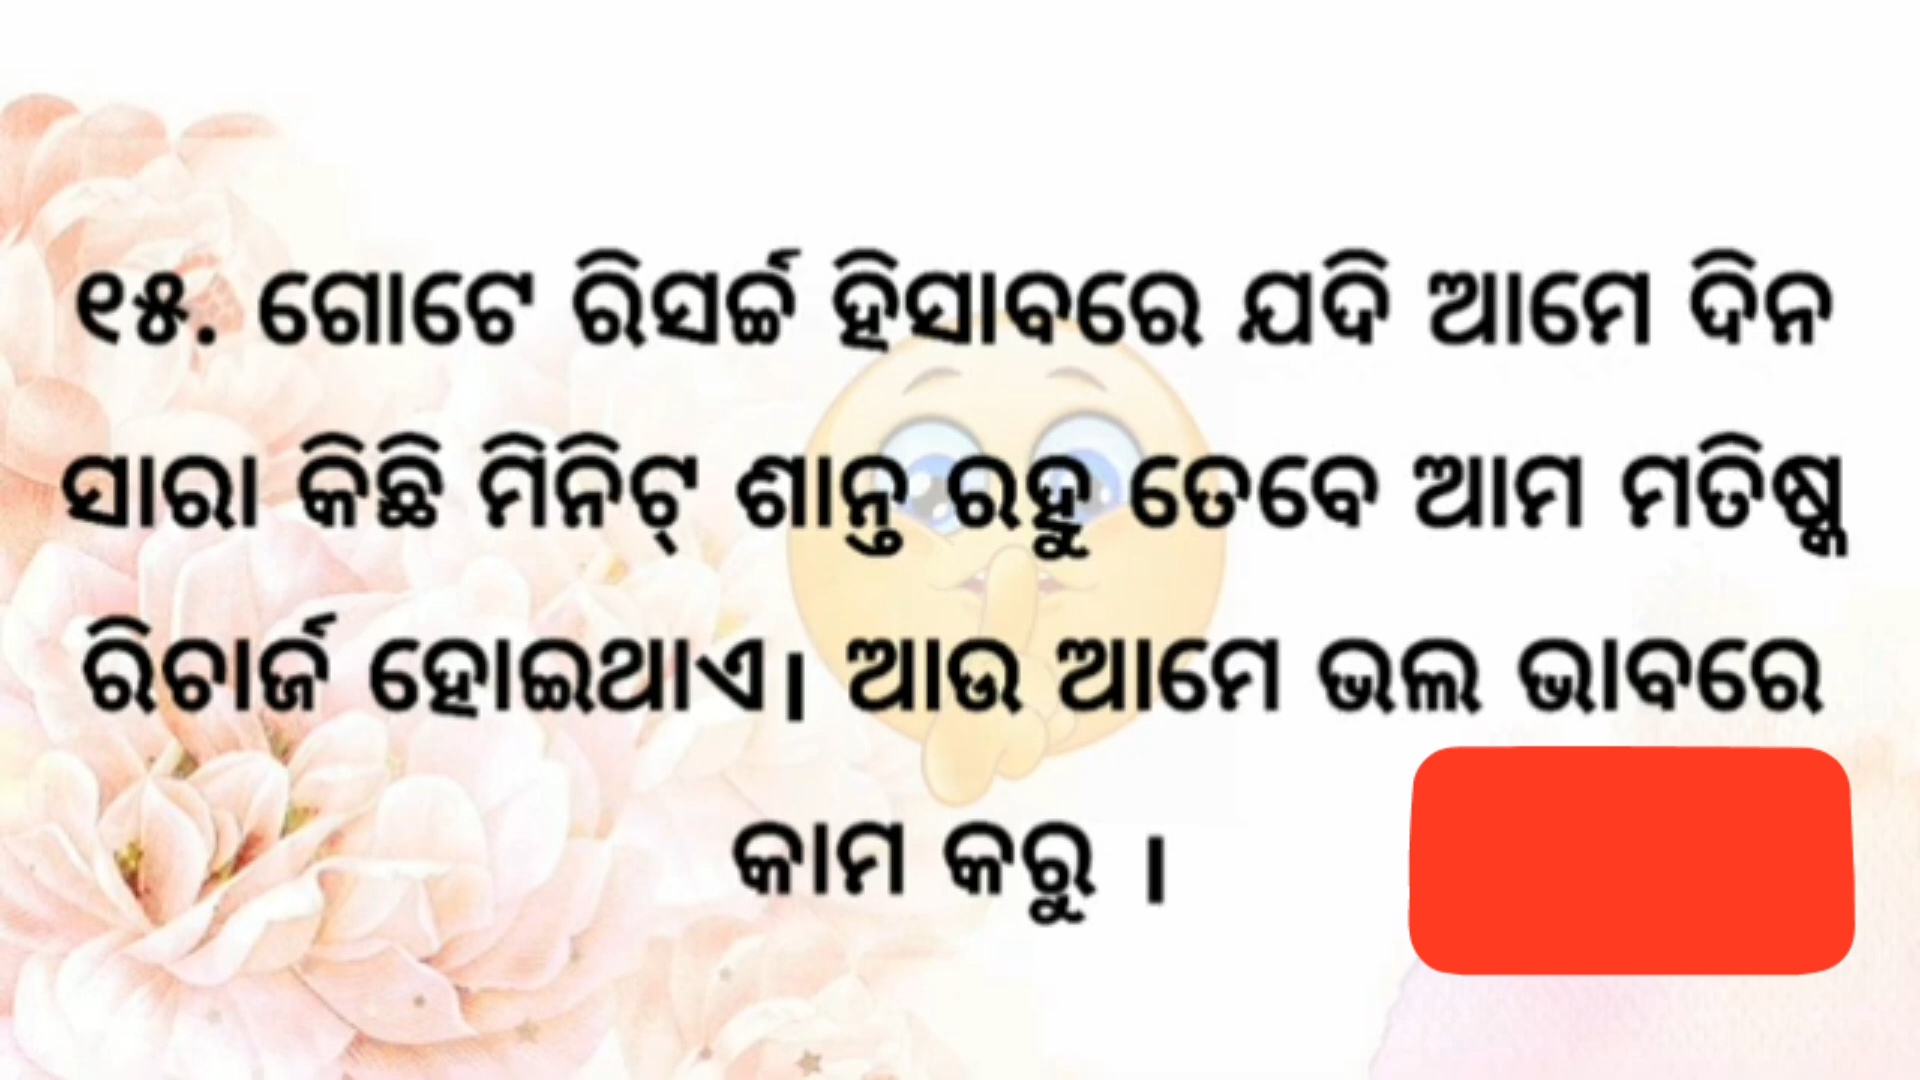 ୧୫. ଗୋଟେ ରିସର୍ଚ୍ଚ ହିସାବରେ ଯଦି ଆମେ ଦିନ
ସାରା କିଛି ମିନିଟ୍ ଶାନ୍ତ ରହୁ ତେବେ ଆମ ମତିଷ୍କ
ରିଚାର୍ଜ ହୋଇଥାଏ। ଆଉ ଆମେ ଭଲ ଭାବରେ
କାମ କରୁ ।